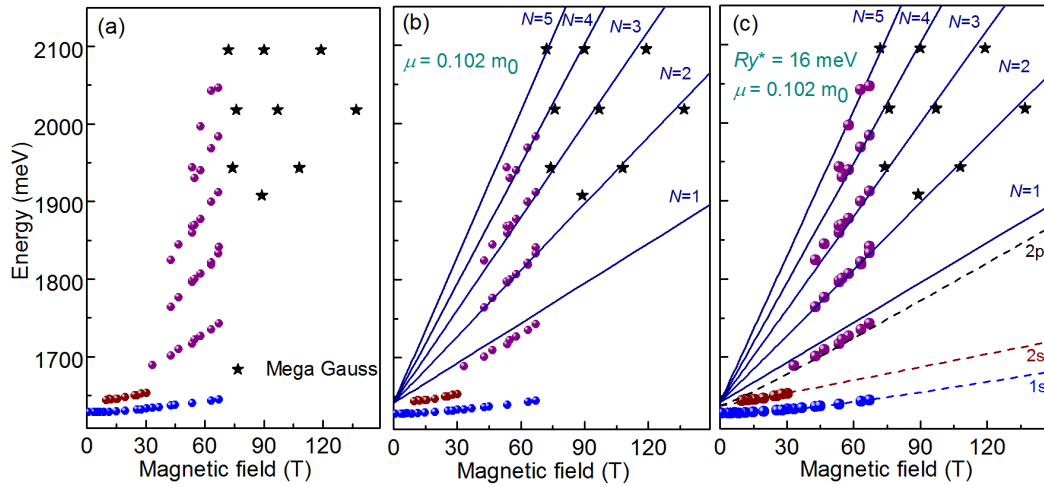 (a)
2100
2000
1900
1800
1700
Energy (meV)
Mega Gauss
0 30 60 90 120
Magnetic field (T)
(b)
μ = 0.102 m0
N=5
N=4
N=3
N=2
N=1
0 30 60 90 120
Magnetic field (T)
(c)
Ry* = 16 meV
μ = 0.102 m0
N=5
N=4
N=3
N=2
N=1
2p
2s
1s
0 30 60 90 120
Magnetic field (T)